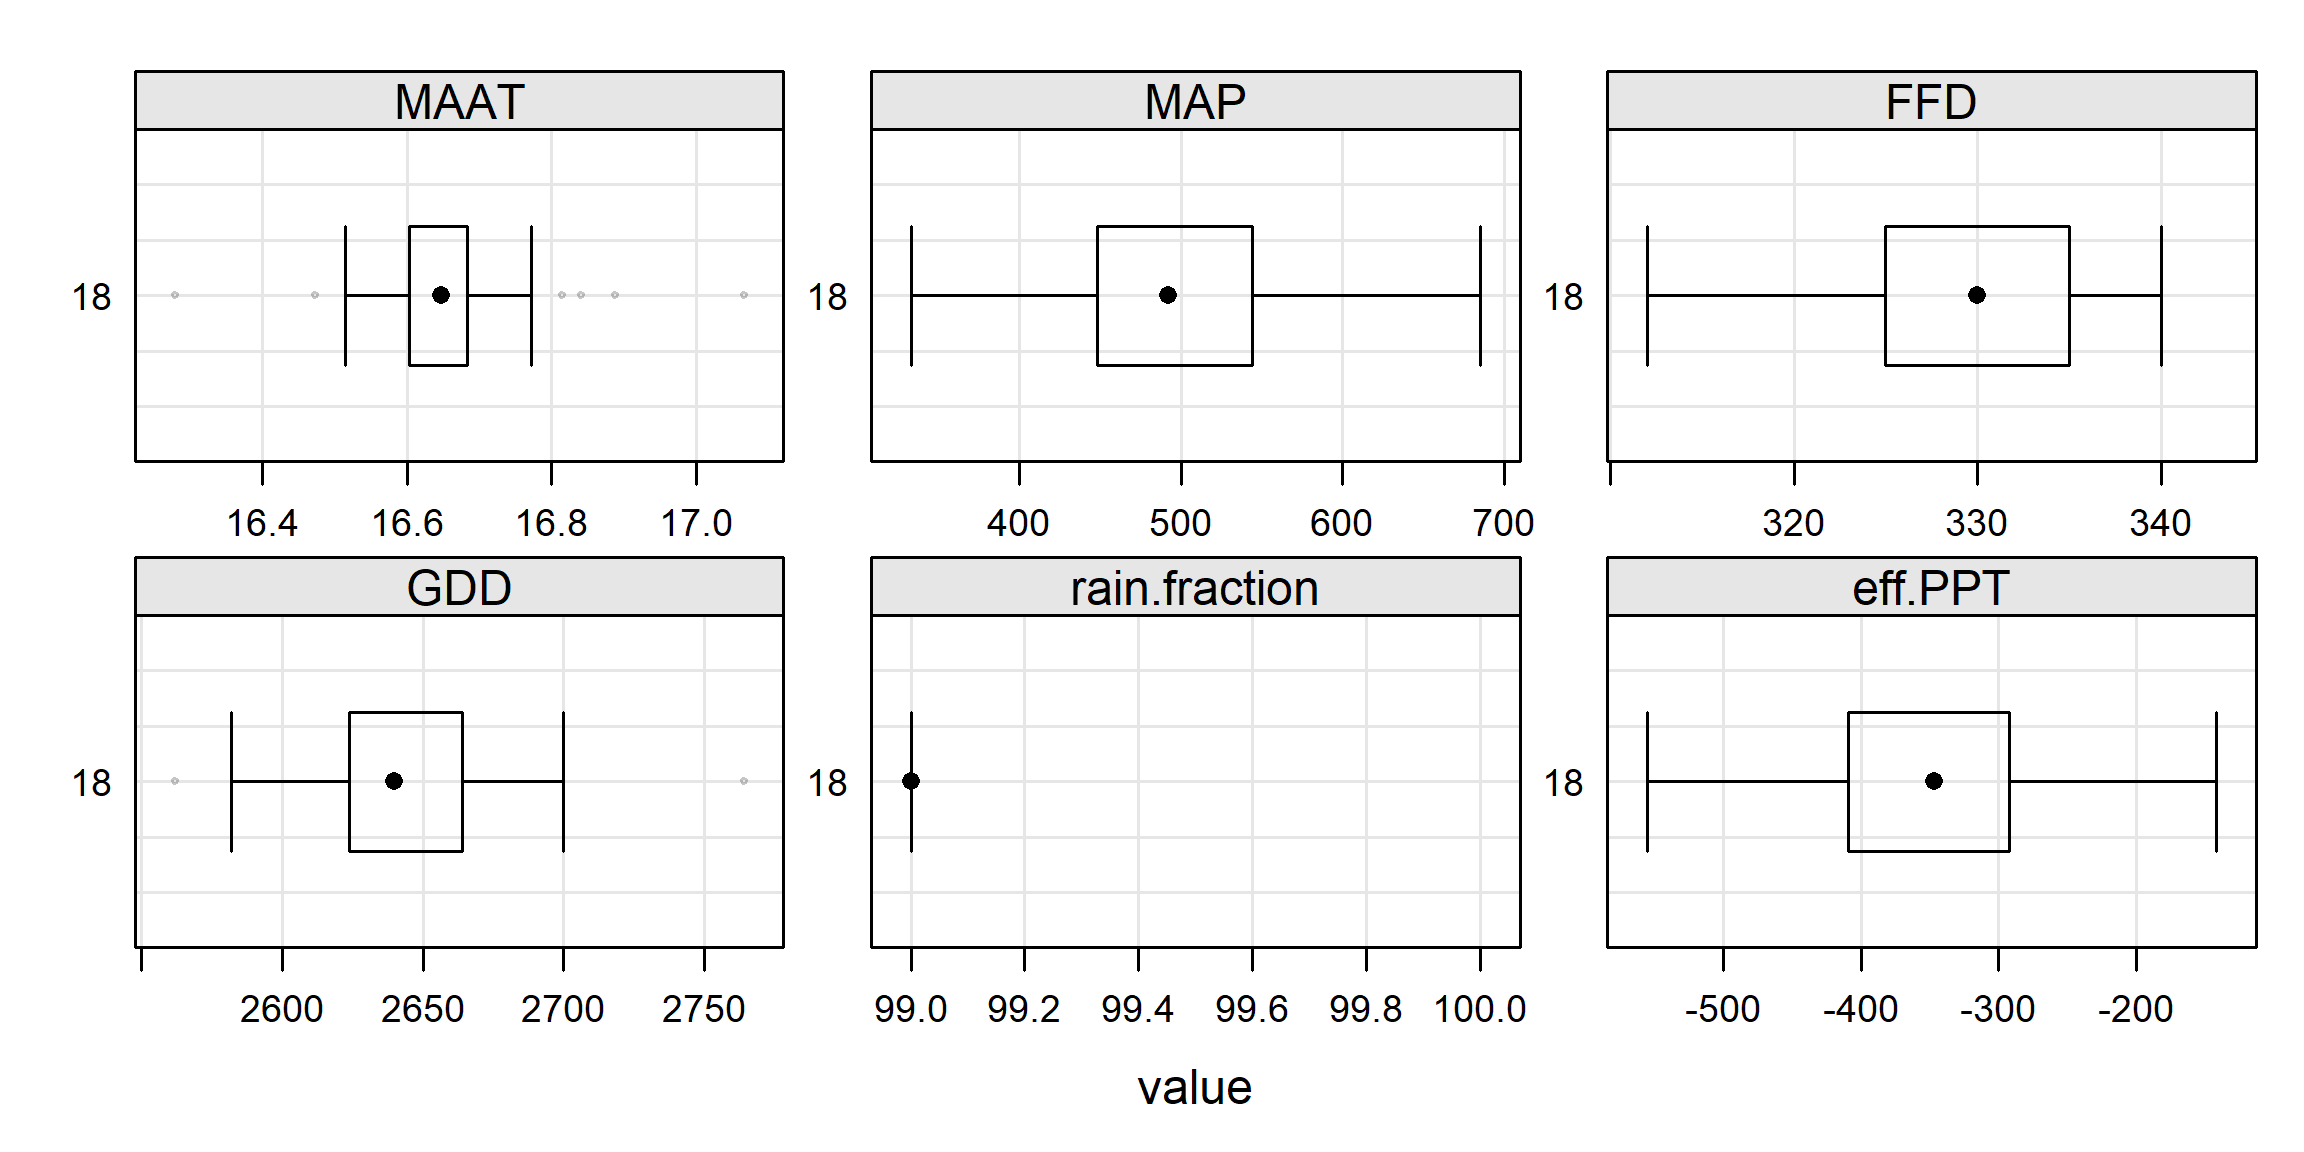 MAAT MAP FFD
18 18 18
16.4 16.6 16.8 17.0 400 500 600 700 320 330 340
GDD rain.fraction eff.PPT
18 18 18
2600 2650 2700 2750 99.0 99.2 99.4 99.6 99.8 100.0 -500 -400 -300 -200
value